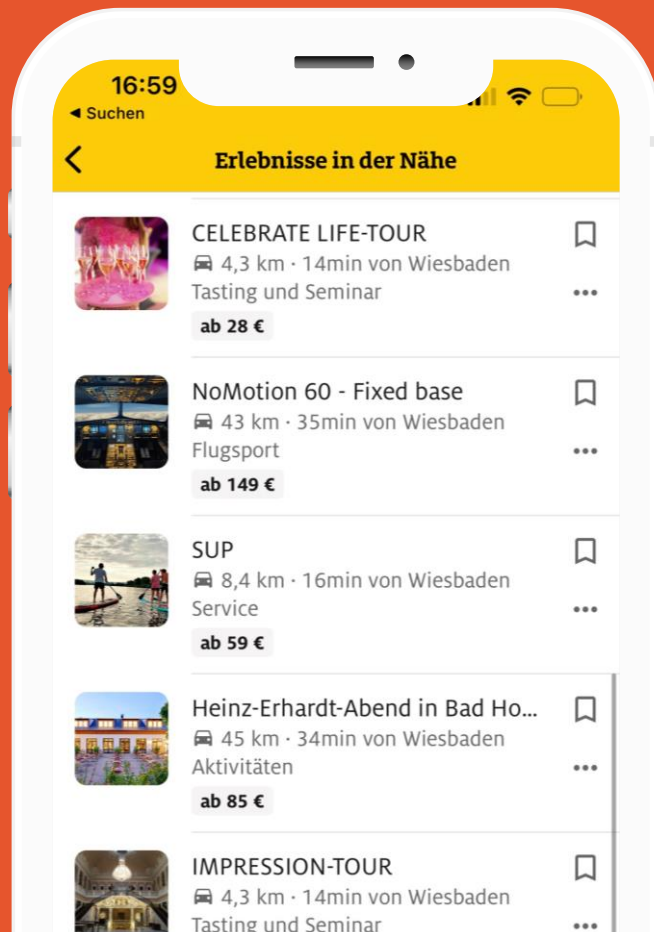 16:59
◀ Suchen
Erlebnisse in der Nähe
CELEBRATE LIFE-TOUR
4,3 km · 14min von Wiesbaden
Tasting und Seminar
ab 28 €
NoMotion 60 - Fixed base
43 km · 35min von Wiesbaden
Flugsport
ab 149 €
SUP
8,4 km · 16min von Wiesbaden
Service
ab 59 €
Heinz-Erhardt-Abend in Bad Ho...
45 km · 34min von Wiesbaden
Aktivitäten
ab 85 €
IMPRESSION-TOUR
4,3 km · 14min von Wiesbaden
Tasting und Seminar